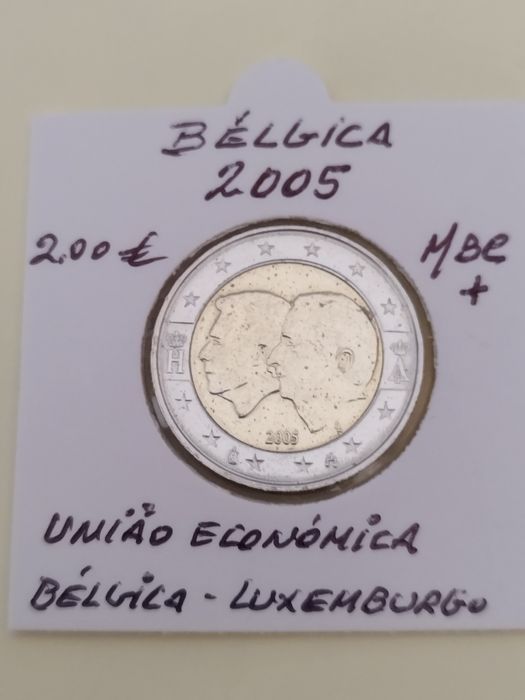 BÉLGICA
2005
2.00 €
MBC
+
H
A
2005
UNIÃO ECONÓMICA
BÉLGICA - LUXEMBURGO